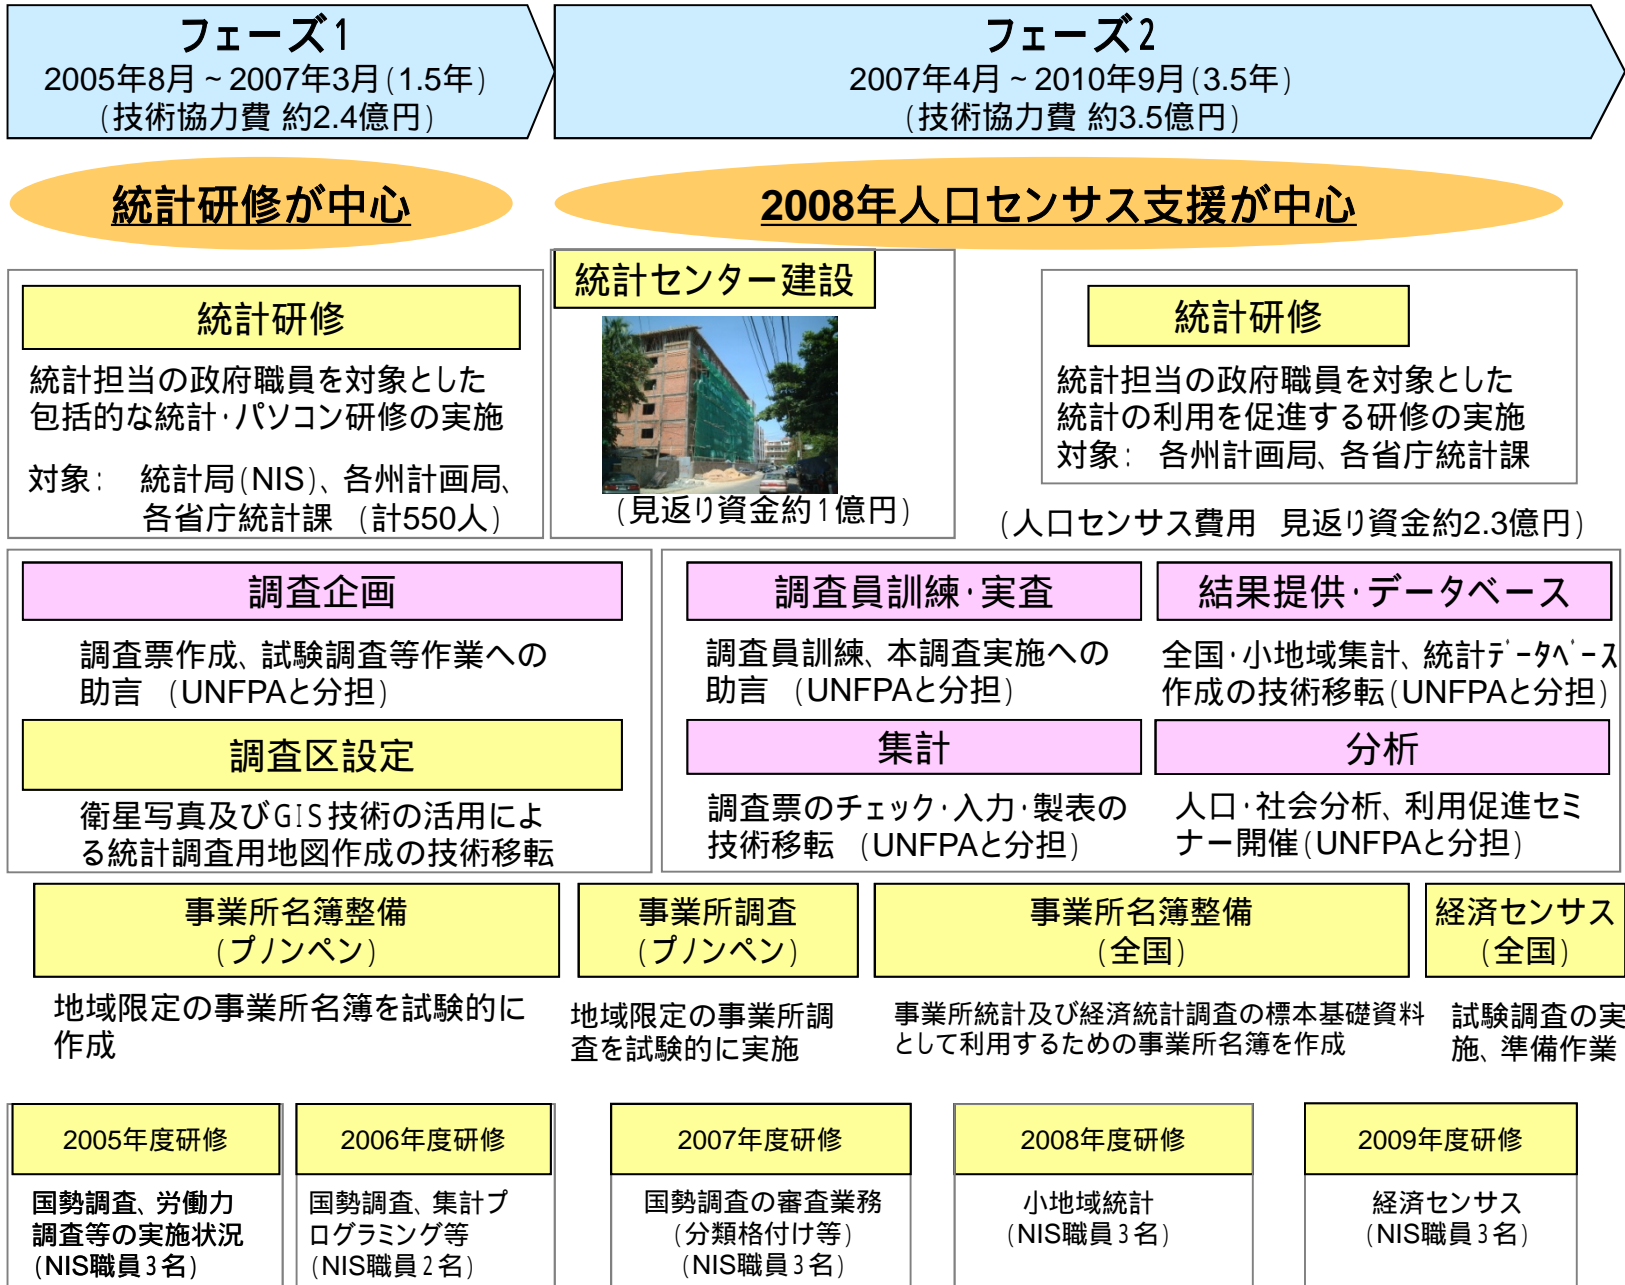 フェーズ1
2005年8月～2007年3月(1.5年)
(技術協力費 約2.4億円)
フェーズ2
2007年4月～2010年9月(3.5年)
(技術協力費 約3.5億円)
統計研修が中心
2008年人口センサス支援が中心
統計研修
統計担当の政府職員を対象とした
包括的な統計・パソコン研修の実施
対象： 統計局(NIS)、各州計画局、
各省庁統計課 (計550人)
統計センター建設
(見返り資金約1億円)
統計研修
統計担当の政府職員を対象とした
統計の利用を促進する研修の実施
対象： 各州計画局、各省庁統計課
(人口センサス費用 見返り資金約2.3億円)
調査企画
調査票作成、試験調査等作業への
助言 (UNFPAと分担)
調査区設定
衛星写真及びGIS技術の活用によ
る統計調査用地図作成の技術移転
調査員訓練・実査
調査員訓練、本調査実施への
助言 (UNFPAと分担)
結果提供・データベース
全国・小地域集計、統計ﾃﾞｰﾀﾍﾞｰｽ
作成の技術移転(UNFPAと分担)
集計
調査票のチェック・入力・製表の
技術移転 (UNFPAと分担)
分析
人口・社会分析、利用促進セミ
ナー開催(UNFPAと分担)
事業所名簿整備
(プノンペン)
地域限定の事業所名簿を試験的に
作成
事業所調査
(プノンペン)
地域限定の事業所調
査を試験的に実施
事業所名簿整備
(全国)
事業所統計及び経済統計調査の標本基礎資料
として利用するための事業所名簿を作成
経済センサス
(全国)
試験調査の実
施、準備作業
2005年度研修
国勢調査、労働力
調査等の実施状況
(NIS職員3名)
2006年度研修
国勢調査、集計プ
ログラミング等
(NIS職員2名)
2007年度研修
国勢調査の審査業務
(分類格付け等)
(NIS職員3名)
2008年度研修
小地域統計
(NIS職員3名)
2009年度研修
経済センサス
(NIS職員3名)